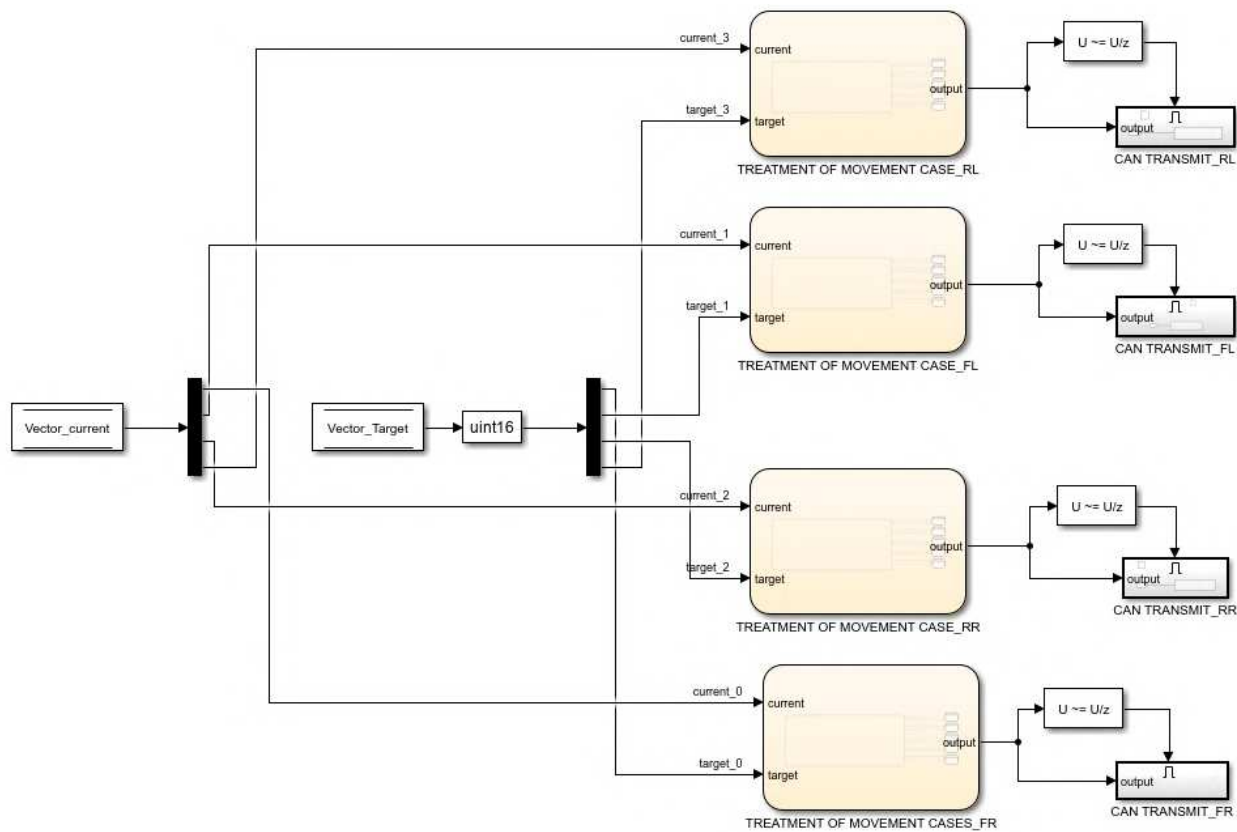 current_3
current
target_3
target
output
TREATMENT OF MOVEMENT CASE_RL
U ~= U/z
output
CAN TRANSMIT_RL
current_1
current
target_1
target
output
TREATMENT OF MOVEMENT CASE_FL
U ~= U/z
output
CAN TRANSMIT_FL
Vector_current
Vector_Target
uint16
current_2
current
target_2
target
output
TREATMENT OF MOVEMENT CASE_RR
U ~= U/z
output
CAN TRANSMIT_RR
current_0
current
target_0
target
output
TREATMENT OF MOVEMENT CASES_FR
U ~= U/z
output
CAN TRANSMIT_FR